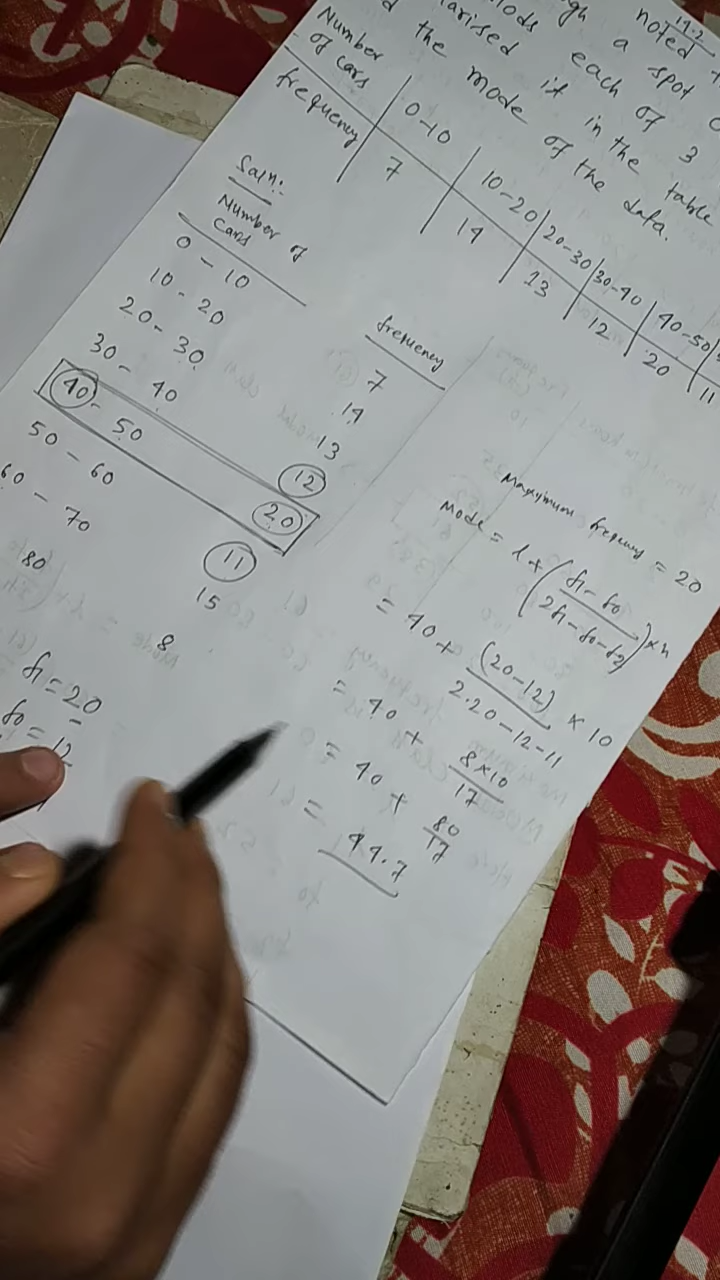 14.2
noted
a spot
each of 3
arised it in the table
the mode of the data.
Number of cars | 0-10 | 10-20 | 20-30 | 30-40 | 40-50
frequency | 7 | 14 | 13 | 12 | 20 | 11
Soln:
Number of cars frequency
0 - 10 7
10 - 20 14
20 - 30 13
30 - 40 12
40 - 50 20
50 - 60 11
60 - 70 15
80 8
f1 = 20
f0 = 12
Maximum frequency = 20
Mode = l + (f1 - f0 / 2f1 - f0 - f2) × h
= 40 + (20-12) / 2.20-12-11 × 10
= 40 + 8×10 / 17
= 40 + 80/17
= 44.7